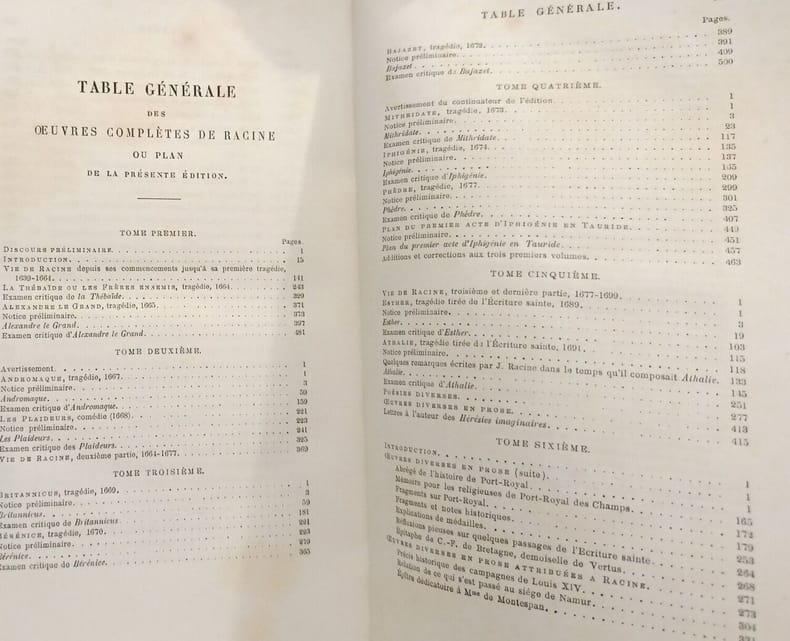 TABLE GÉNÉRALE
DES
ŒUVRES COMPLÈTES DE RACINE
OU PLAN
DE LA PRÉSENTE ÉDITION.
TOME PREMIER.
Pages.
DISCOURS PRÉLIMINAIRE. 1
INTRODUCTION. 15
VIE DE RACINE depuis ses commencements jusqu'à sa première tragédie,
1639-1664. 141
LA THÉBAÏDE OU LES FRÈRES ENNEMIS, tragédie, 1664. 243
Examen critique de la Thébaïde. 329
ALEXANDRE LE GRAND, tragédie, 1665. 371
Notice préliminaire. 373
Alexandre le Grand. 397
Examen critique d'Alexandre le Grand. 481
TOME DEUXIÈME.
Avertissement. 1
ANDROMAQUE, tragédie, 1667. 1
Notice préliminaire. 3
Andromaque. 59
Examen critique d'Andromaque. 159
LES PLAIDEURS, comédie (1668). 221
Notice préliminaire. 223
Les Plaideurs. 241
Examen critique des Plaideurs. 325
VIE DE RACINE, deuxième partie, 1664-1677. 369
TOME TROISIÈME.
BRITANNICUS, tragédie, 1669. 1
Notice préliminaire. 3
Britannicus. 59
Examen critique de Britannicus. 181
BÉRÉNICE, tragédie, 1670. 221
Notice préliminaire. 223
Bérénice. 279
Examen critique de Bérénice. 365
TABLE GÉNÉRALE.
Pages.
BAJAZET, tragédie, 1672. 389
Notice préliminaire. 391
Bajazet. 409
Examen critique de Bajazet. 500
TOME QUATRIÈME.
Avertissement du continuateur de l'édition. 1
MITHRIDATE, tragédie, 1673. 1
Notice préliminaire. 3
Mithridate. 23
Examen critique de Mithridate. 117
IPHIGÉNIE, tragédie, 1674. 135
Notice préliminaire. 137
Iphigénie. 155
Examen critique d'Iphigénie. 209
PHÈDRE, tragédie, 1677. 299
Notice préliminaire. 301
Phèdre. 325
Examen critique de Phèdre. 407
PLAN DU PREMIER ACTE D'IPHIGÉNIE EN TAURIDE. 449
Notice préliminaire. 451
Plan du premier acte d'Iphigénie en Tauride. 457
Additions et corrections aux trois premiers volumes. 463
TOME CINQUIÈME.
VIE DE RACINE, troisième et dernière partie, 1677-1699. 1
ESTHER, tragédie tirée de l'Écriture sainte, 1689. 1
Notice préliminaire. 3
Esther. 19
Examen critique d'Esther. 103
ATHALIE, tragédie tirée de l'Écriture sainte, 1691. 115
Notice préliminaire. 118
Quelques remarques écrites par J. Racine dans le temps qu'il composait Athalie. 133
Athalie. 145
Examen critique d'Athalie. 251
POÉSIES DIVERSES. 277
ŒUVRES DIVERSES EN PROSE. 413
Lettres à l'auteur des Hérésies imaginaires. 415
TOME SIXIÈME.
INTRODUCTION. 1
ŒUVRES DIVERSES EN PROSE (suite). 1
Abrégé de l'histoire de Port-Royal. 1
Mémoire pour les religieuses de Port-Royal des Champs. 165
Fragments sur Port-Royal. 172
Fragments et notes historiques. 179
Explications de médailles. 253
Réflexions pieuses sur quelques passages de l'Ecriture sainte. 264
Épitaphe de C.-F. de Bretagne, demoiselle de Vertus. 268
ŒUVRES DIVERSES EN PROSE ATTRIBUÉES A RACINE. 271
Précis historique des campagnes de Louis XIV. 273
Relation de ce qui s'est passé au siége de Namur. 304
Épître dédicatoire à Mme de Montespan.